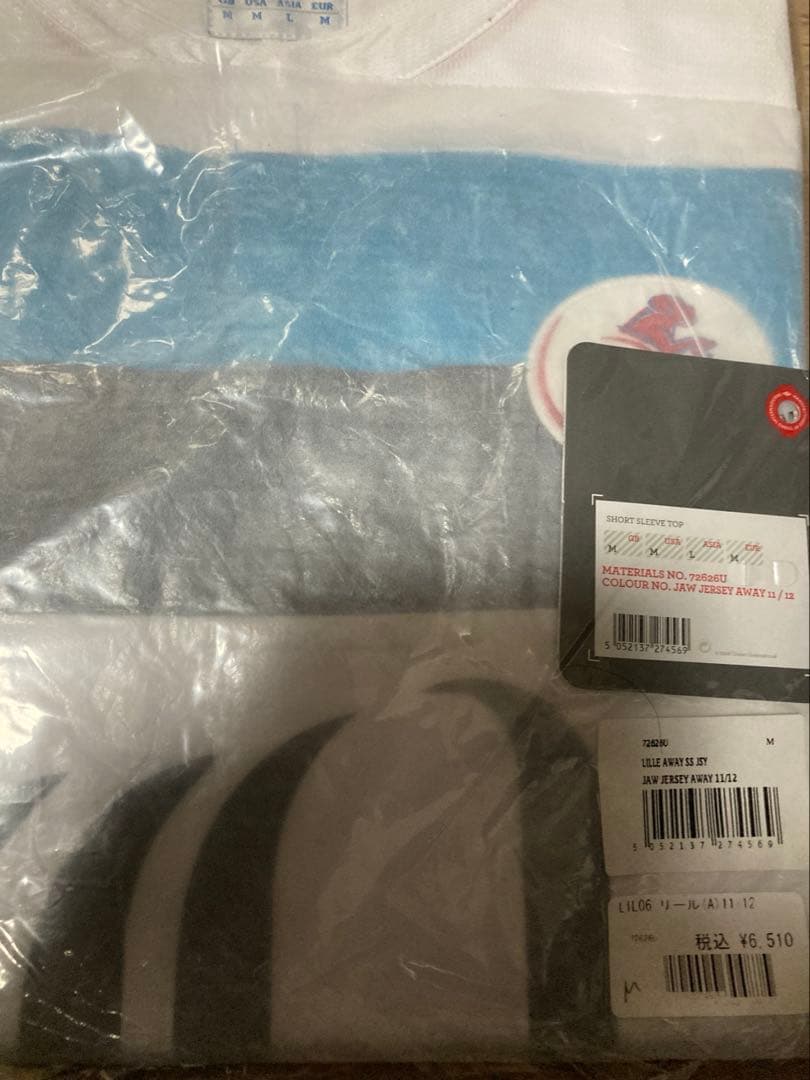 GB USA ASIA EUR
M M L M
SHORT SLEEVE TOP
GB USA ASIA EUR
M M L M
MATERIALS NO. 72626U
COLOUR NO. JAW JERSEY AWAY 11/12
5 052137 274569
72626U M
LILLE AWAY SS JSY
JAW JERSEY AWAY 11/12
5 052137 274569
LIL06 リール(A)11 12
税込 ¥6,510